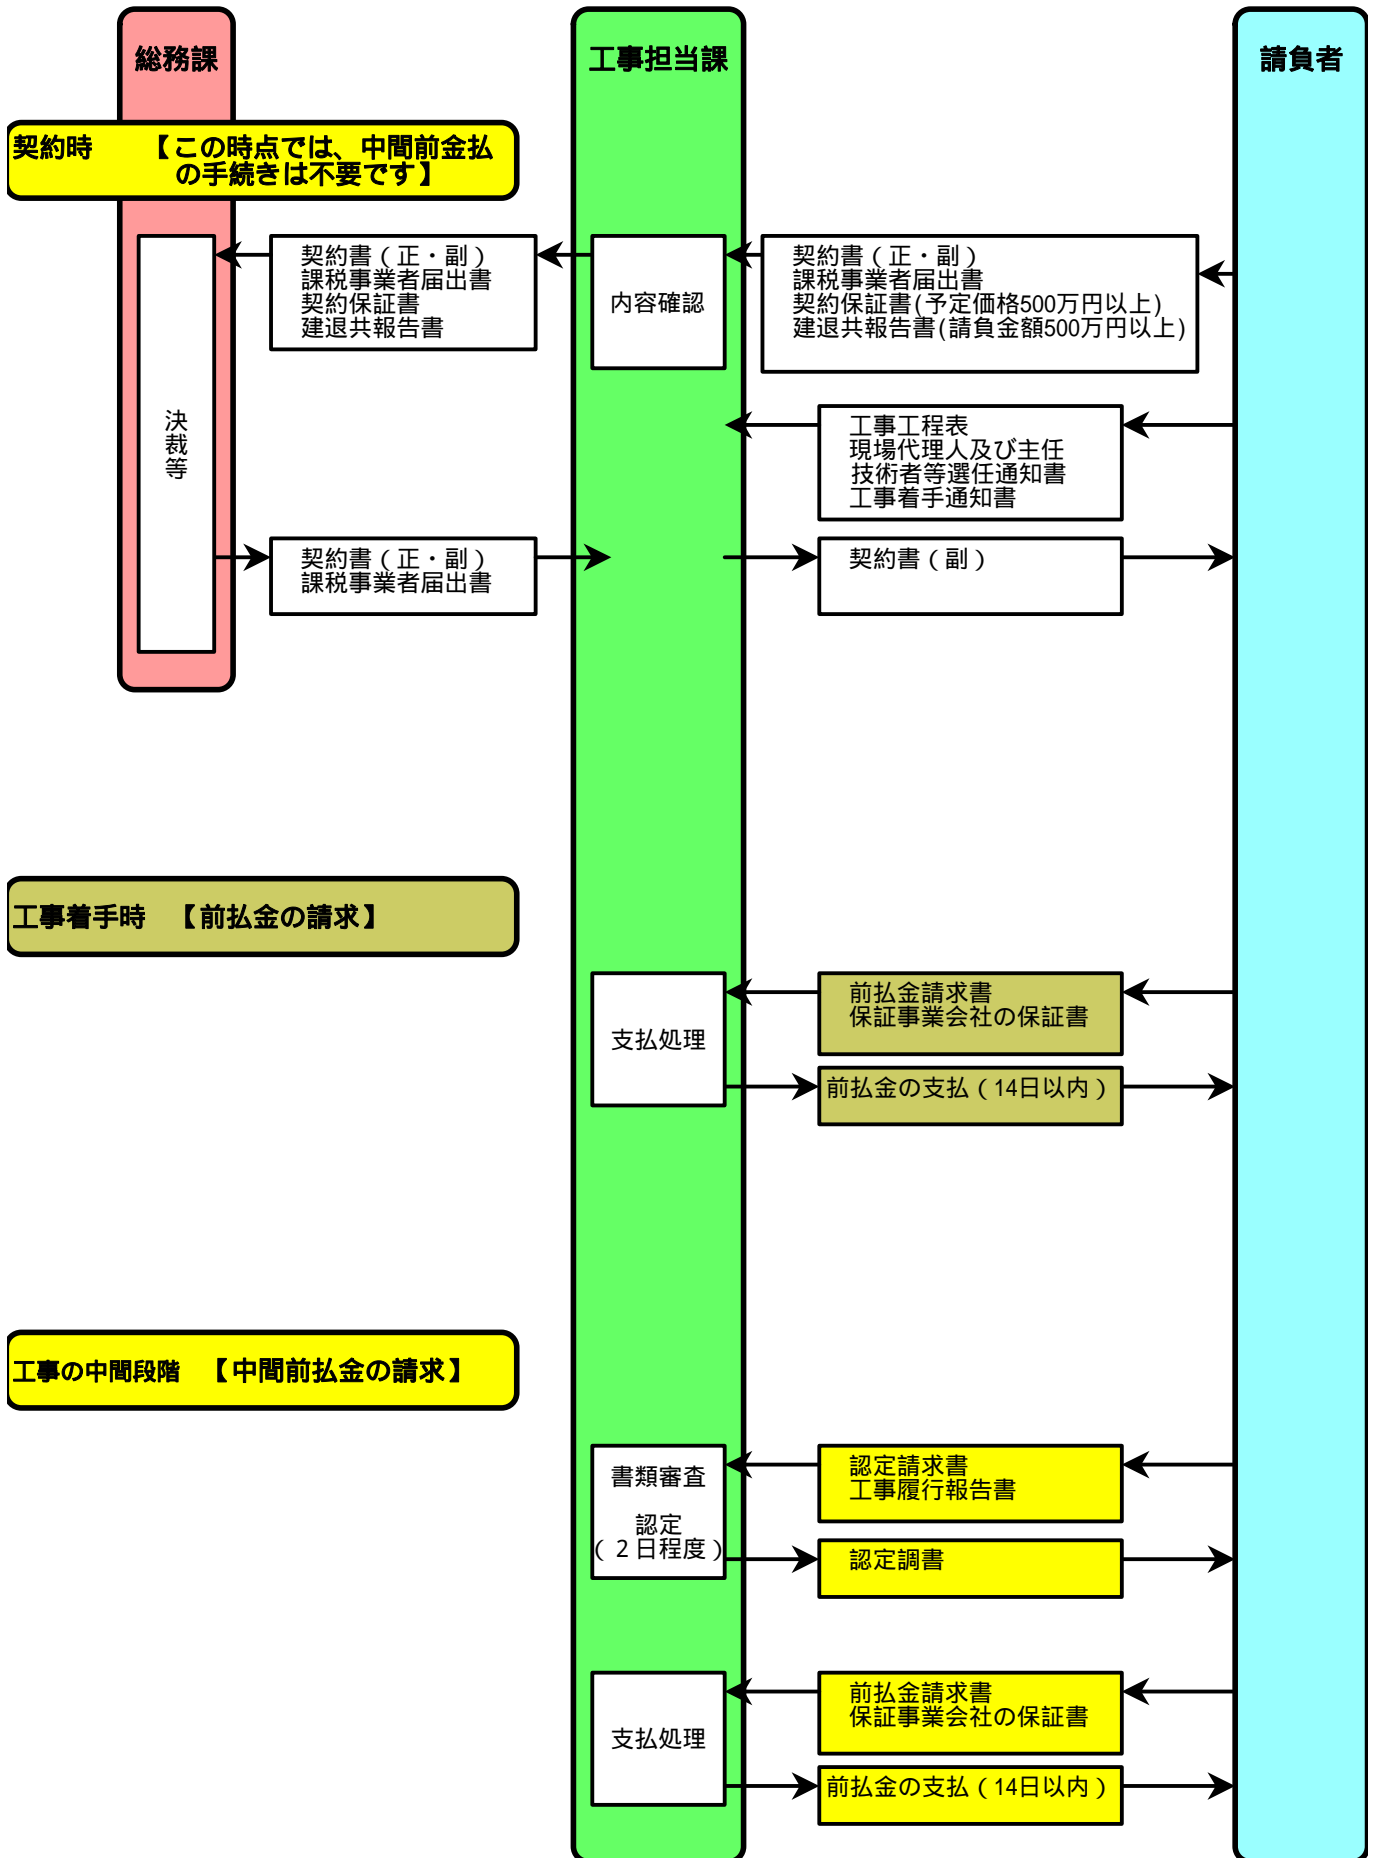 総務課
工事担当課
請負者
契約時　　【この時点では、中間前金払
の手続きは不要です】
契約書（正・副）
課税事業者届出書
契約保証書
建退共報告書
内容確認
契約書（正・副）
課税事業者届出書
契約保証書(予定価格500万円以上)
建退共報告書(請負金額500万円以上)
決裁等
工事工程表
現場代理人及び主任
技術者等選任通知書
工事着手通知書
契約書（正・副）
課税事業者届出書
契約書（副）
工事着手時　【前払金の請求】
支払処理
前払金請求書
保証事業会社の保証書
前払金の支払（14日以内）
工事の中間段階　【中間前払金の請求】
書類審査
認定
（２日程度）
認定請求書
工事履行報告書
認定調書
支払処理
前払金請求書
保証事業会社の保証書
前払金の支払（14日以内）